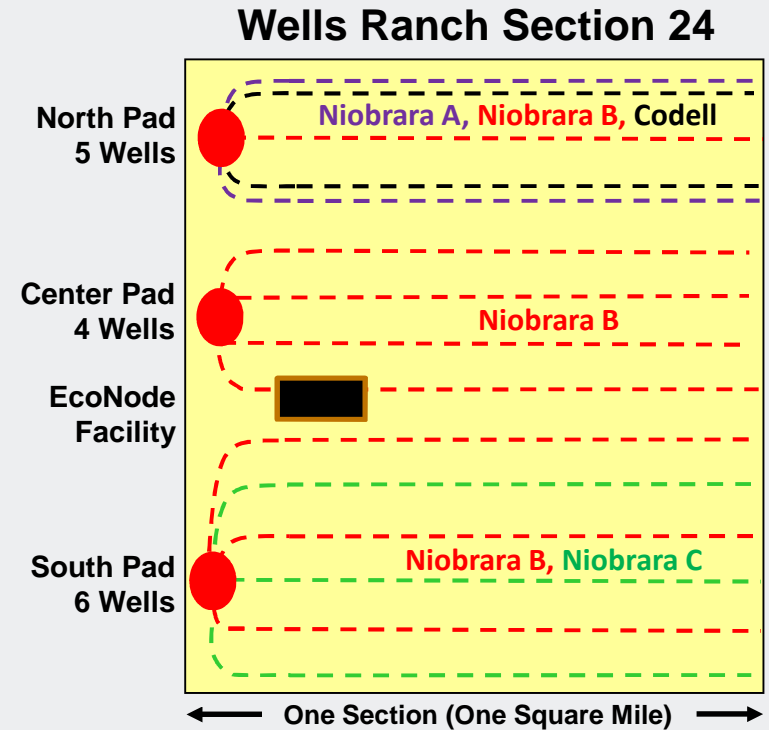 Wells Ranch Section 24
North Pad
5 Wells
Niobrara A, Niobrara B, Codell
Center Pad
4 Wells
Niobrara B
EcoNode
Facility
South Pad
6 Wells
Niobrara B, Niobrara C
One Section (One Square Mile)